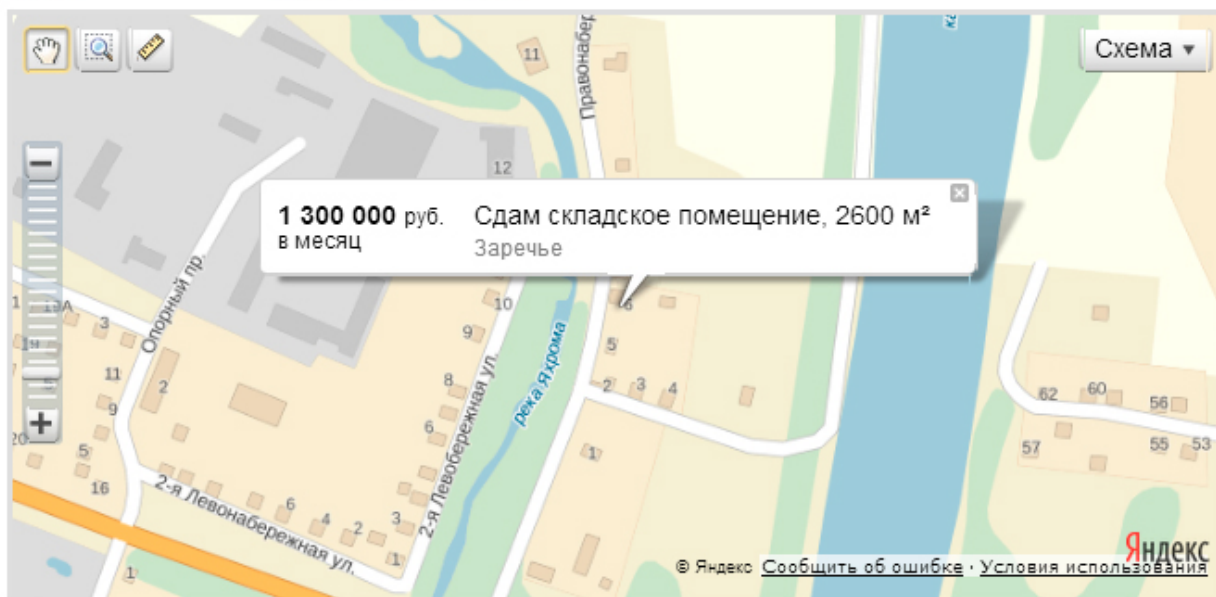 11
Правонабер
ка
Схема ▾
12
1 300 000 руб.
в месяц
Сдам складское помещение, 2600 м²
Заречье
Опорный пр.
10
9
6
река Яхрома
3
5
11
2
8
2
3
4
62
60
56
9
6
57
55
53
20
5
1
16
2-я Левонабережная ул.
6
4
2
3
1
2-я Левобережная ул.
1
Яндекс
© Яндекс Сообщить об ошибке · Условия использования